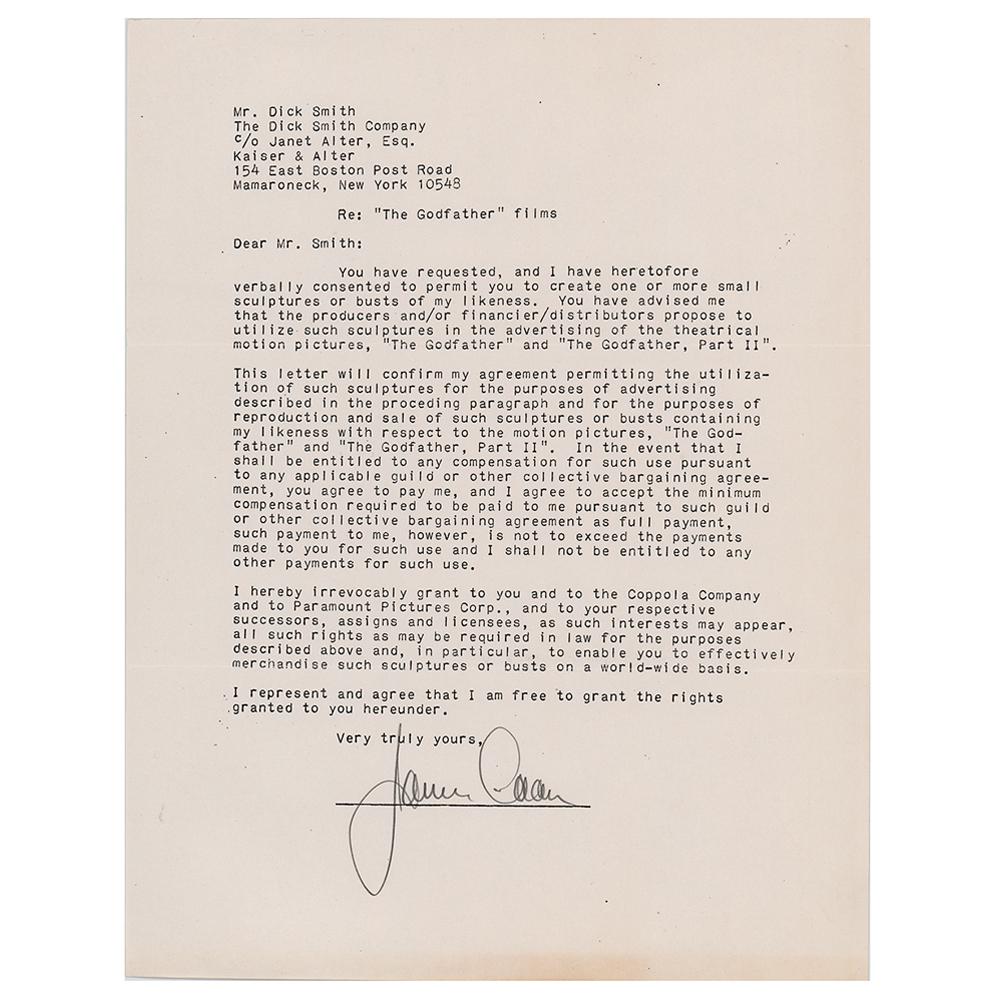 Mr. Dick Smith
The Dick Smith Company
c/o Janet Alter, Esq.
Kaiser & Alter
154 East Boston Post Road
Mamaroneck, New York 10548
Re: "The Godfather" films
Dear Mr. Smith:
You have requested, and I have heretofore
verbally consented to permit you to create one or more small
sculptures or busts of my likeness. You have advised me
that the producers and/or financier/distributors propose to
utilize such sculptures in the advertising of the theatrical
motion pictures, "The Godfather" and "The Godfather, Part II".
This letter will confirm my agreement permitting the utiliza-
tion of such sculptures for the purposes of advertising
described in the proceding paragraph and for the purposes of
reproduction and sale of such sculptures or busts containing
my likeness with respect to the motion pictures, "The God-
father" and "The Godfather, Part II". In the event that I
shall be entitled to any compensation for such use pursuant
to any applicable guild or other collective bargaining agree-
ment, you agree to pay me, and I agree to accept the minimum
compensation required to be paid to me pursuant to such guild
or other collective bargaining agreement as full payment,
such payment to me, however, is not to exceed the payments
made to you for such use and I shall not be entitled to any
other payments for such use.
I hereby irrevocably grant to you and to the Coppola Company
and to Paramount Pictures Corp., and to your respective
successors, assigns and licensees, as such interests may appear,
all such rights as may be required in law for the purposes
described above and, in particular, to enable you to effectively
merchandise such sculptures or busts on a world-wide basis.
I represent and agree that I am free to grant the rights
granted to you hereunder.
Very truly yours,
James Caan